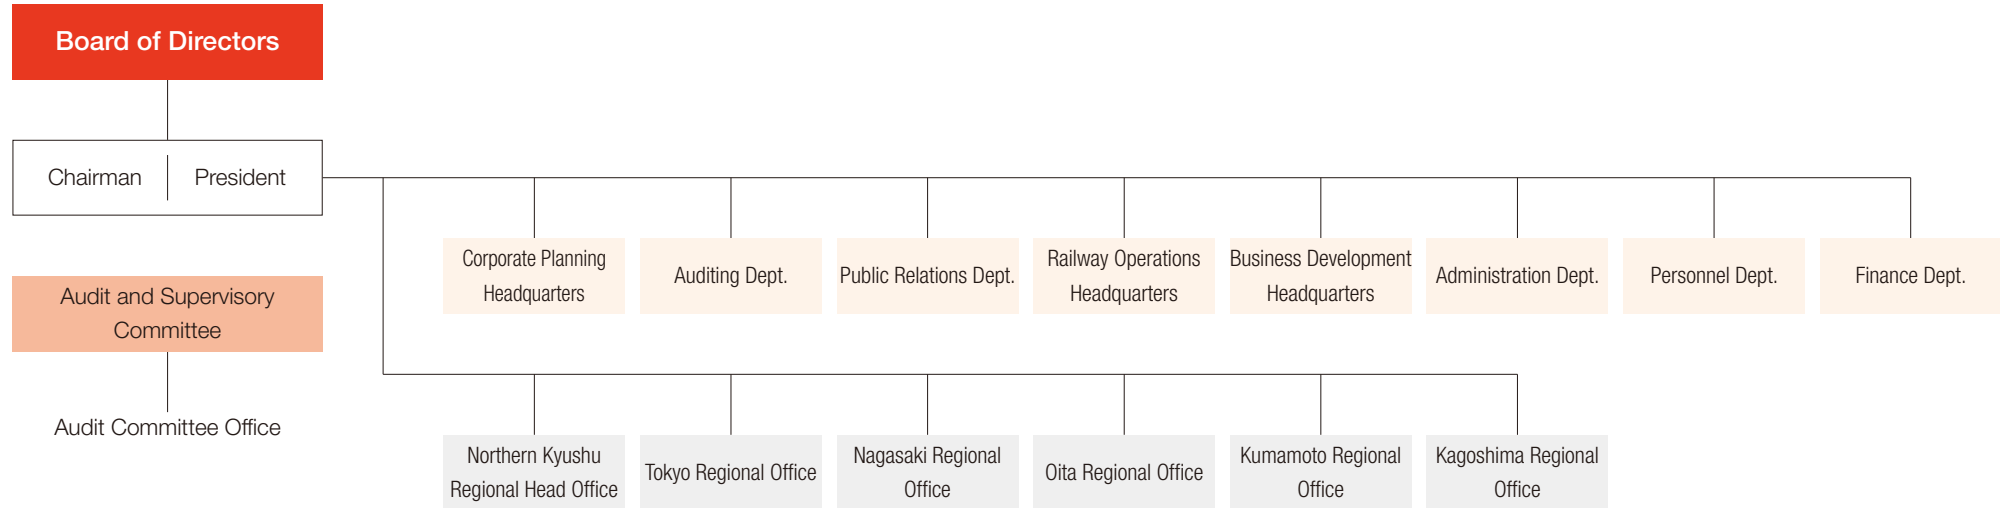 Board of Directors
Chairman
President
Corporate Planning
Headquarters
Auditing Dept.
Public Relations Dept.
Railway Operations
Headquarters
Business Development
Headquarters
Administration Dept.
Personnel Dept.
Finance Dept.
Audit and Supervisory
Committee
Audit Committee Office
Northern Kyushu
Regional Head Office
Tokyo Regional Office
Nagasaki Regional
Office
Oita Regional Office
Kumamoto Regional
Office
Kagoshima Regional
Office